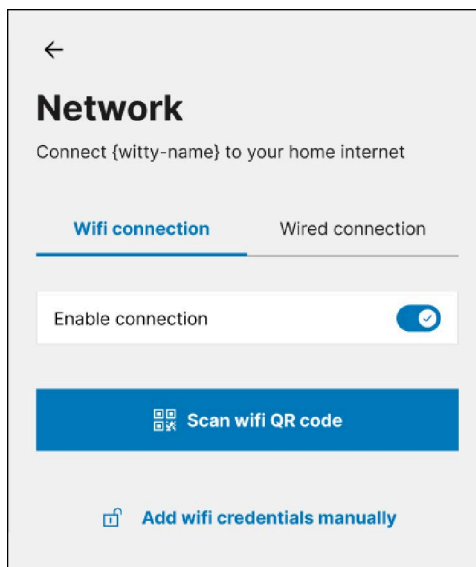 Network
Connect {witty-name} to your home internet
Wifi connection Wired connection
Enable connection
Scan wifi QR code
Add wifi credentials manually